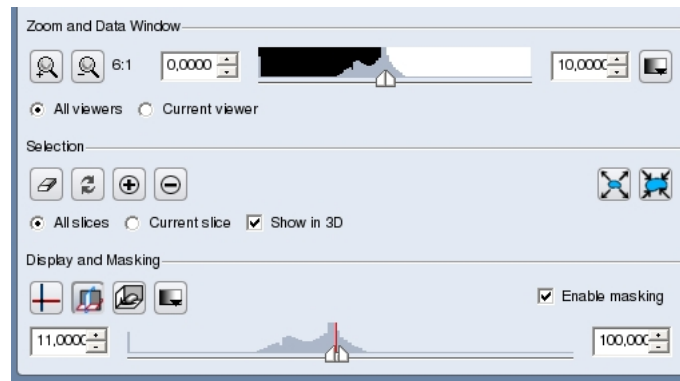 Zoom and Data Window
6:1 0,0000 10,000
All viewers Current viewer
Selection
All slices Current slice Show in 3D
Display and Masking
Enable masking
11,000 100,00